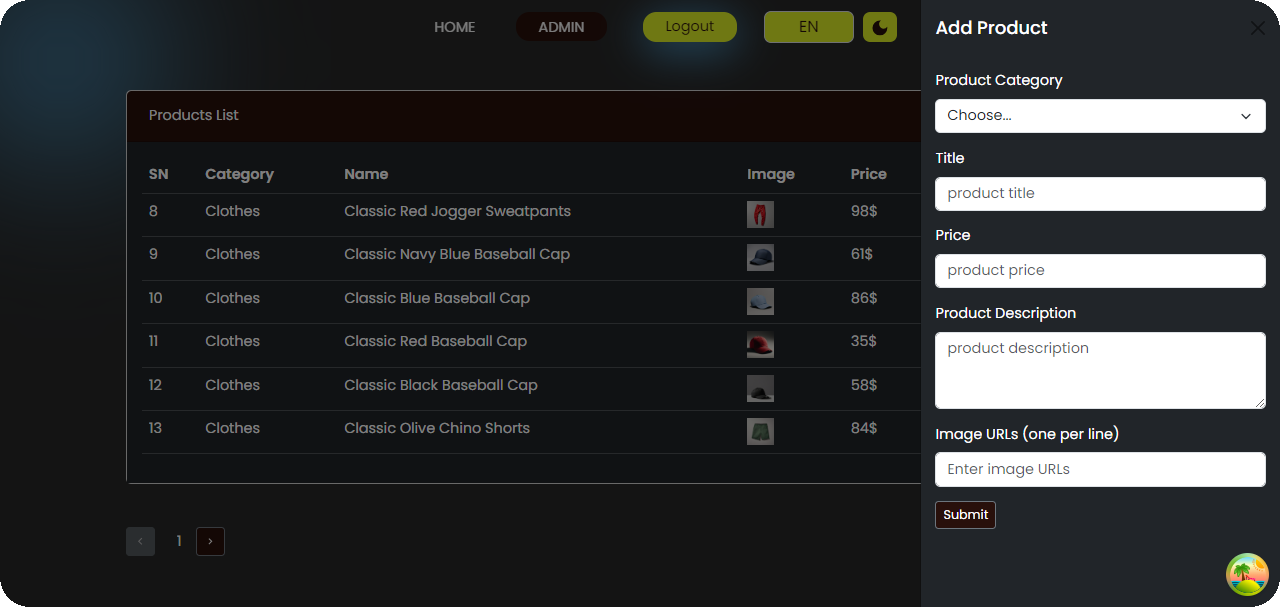 HOME ADMIN Logout EN
Products List
SN Category Name Image Price
8 Clothes Classic Red Jogger Sweatpants 98$
9 Clothes Classic Navy Blue Baseball Cap 61$
10 Clothes Classic Blue Baseball Cap 86$
11 Clothes Classic Red Baseball Cap 35$
12 Clothes Classic Black Baseball Cap 58$
13 Clothes Classic Olive Chino Shorts 84$
1
Add Product
Product Category
Choose...
Title
product title
Price
product price
Product Description
product description
Image URLs (one per line)
Enter image URLs
Submit